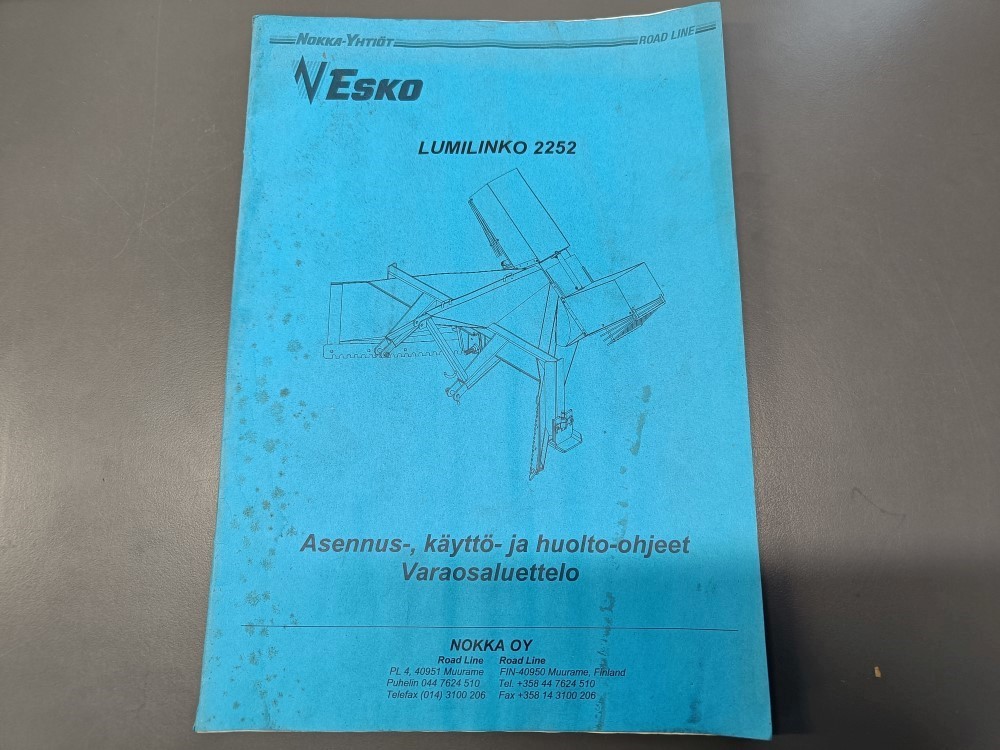 NOKKA-YHTIÖT
ROAD LINE
ESKO
LUMILINKO 2252
Asennus-, käyttö- ja huolto-ohjeet
Varaosaluettelo
NOKKA OY
Road Line Road Line
PL 4, 40951 Muurame FIN-40950 Muurame, Finland
Puhelin 044 7624 510 Tel. +358 44 7624 510
Telefax (014) 3100 206 Fax +358 14 3100 206